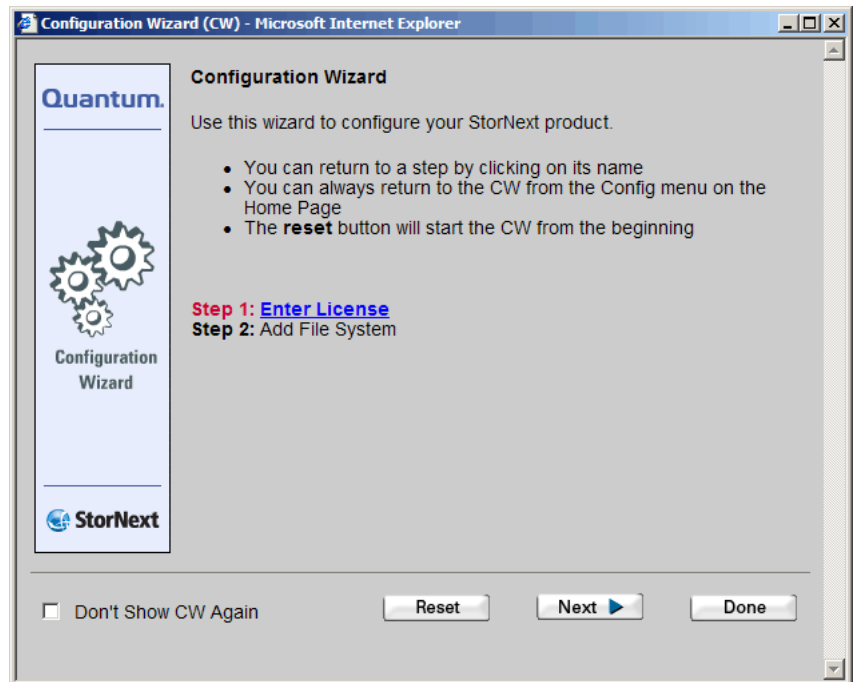 Configuration Wizard (CW) - Microsoft Internet Explorer
Quantum.
Configuration
Wizard
StorNext
Configuration Wizard
Use this wizard to configure your StorNext product.
• You can return to a step by clicking on its name
• You can always return to the CW from the Config menu on the
Home Page
• The reset button will start the CW from the beginning
Step 1: Enter License
Step 2: Add File System
Don't Show CW Again
Reset
Next
Done